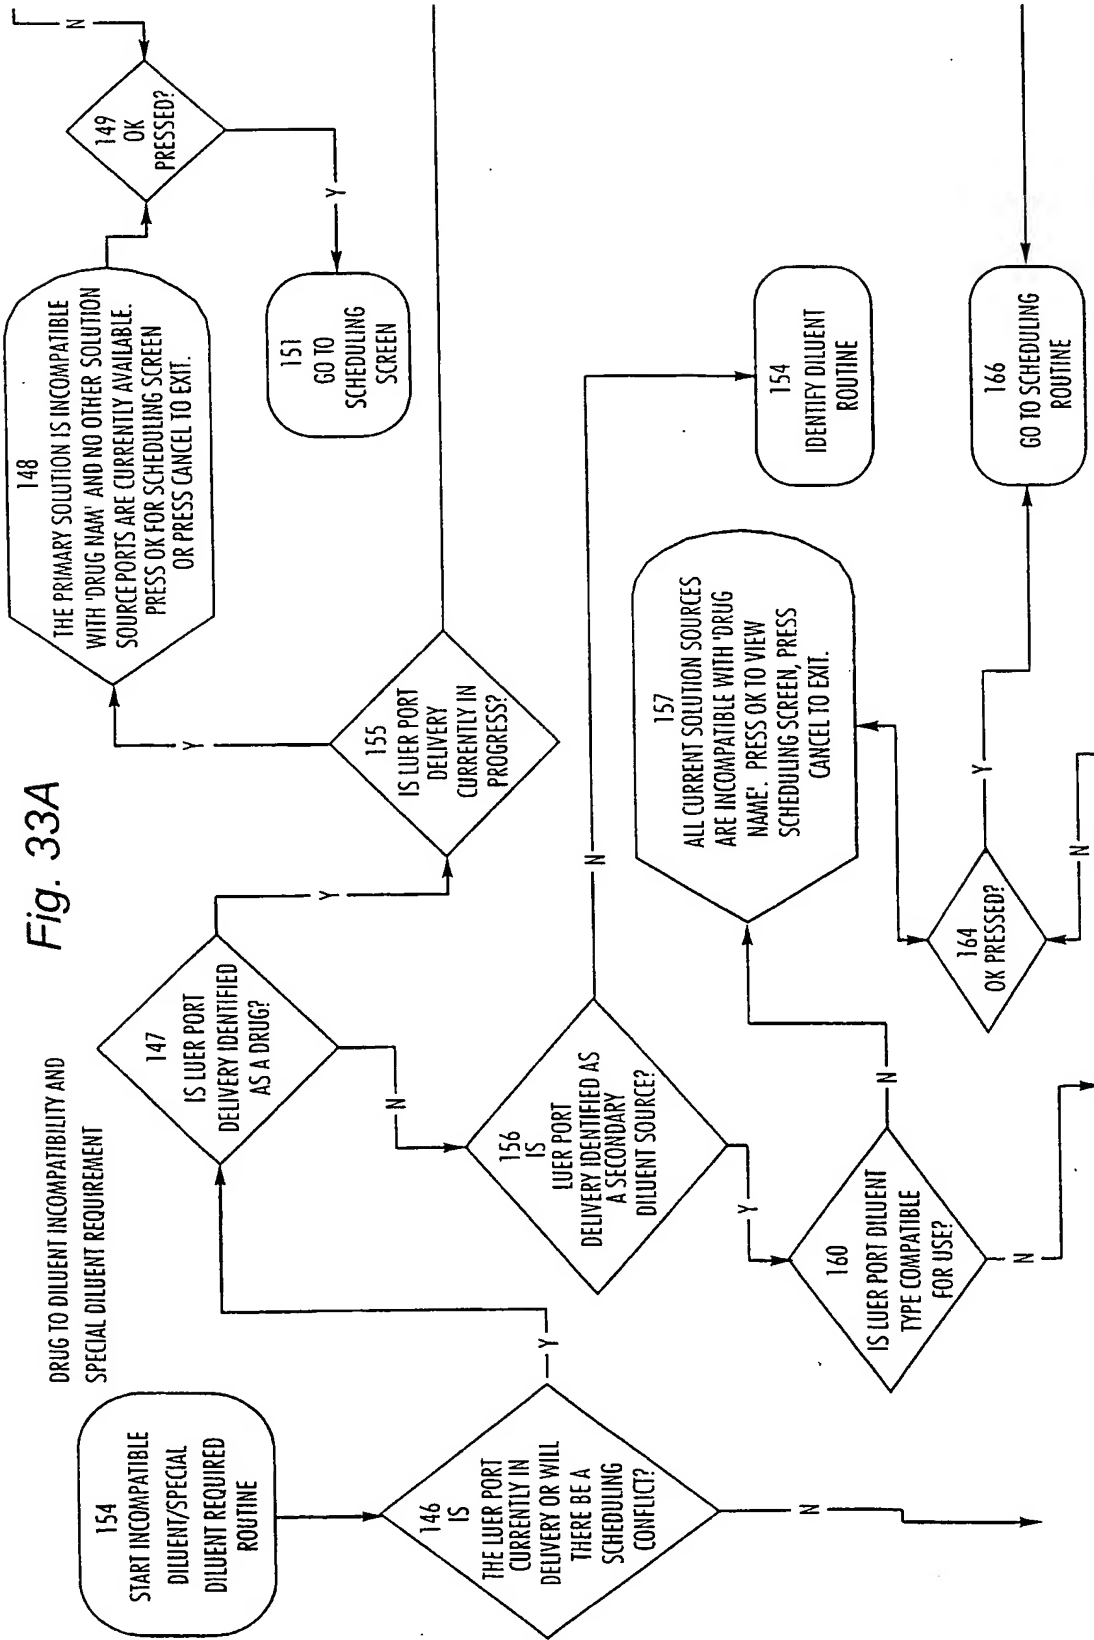 Fig. 33A
DRUG TO DILUENT INCOMPATIBILITY AND
SPECIAL DILUENT REQUIREMENT
154
START INCOMPATIBLE
DILUENT/SPECIAL
DILUENT REQUIRED
ROUTINE
146
IS
THE LUER PORT
CURRENTLY IN
DELIVERY OR WILL
THERE BE A
SCHEDULING
CONFLICT?
Y
N
147
IS LUER PORT
DELIVERY IDENTIFIED
AS A DRUG?
Y
N
155
IS LUER PORT
DELIVERY
CURRENTLY IN
PROGRESS?
Y
148
THE PRIMARY SOLUTION IS INCOMPATIBLE
WITH 'DRUG NAM' AND NO OTHER SOLUTION
SOURCE PORTS ARE CURRENTLY AVAILABLE.
PRESS OK FOR SCHEDULING SCREEN
OR PRESS CANCEL TO EXIT.
N
149
OK
PRESSED?
Y
151
GO TO
SCHEDULING
SCREEN
156
IS
LUER PORT
DELIVERY IDENTIFIED AS
A SECONDARY
DILUENT SOURCE?
N
Y
154
IDENTIFY DILUENT
ROUTINE
160
IS LUER PORT DILUENT
TYPE COMPATIBLE
FOR USE?
N
N
157
ALL CURRENT SOLUTION SOURCES
ARE INCOMPATIBLE WITH 'DRUG
NAME'. PRESS OK TO VIEW
SCHEDULING SCREEN, PRESS
CANCEL TO EXIT.
164
OK PRESSED?
Y
N
166
GO TO SCHEDULING
ROUTINE